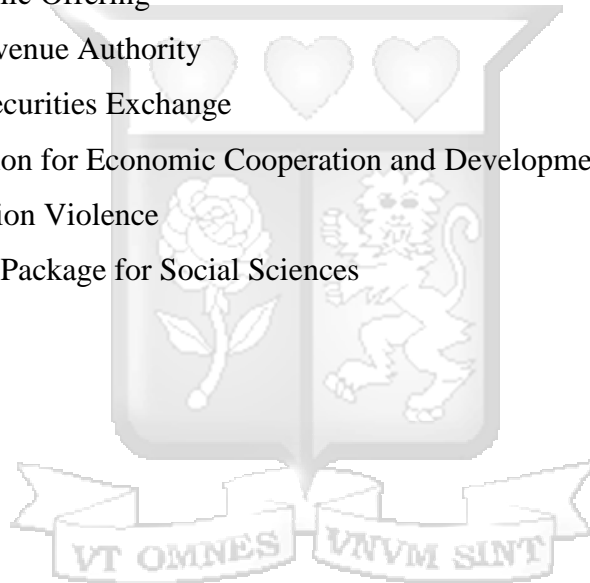 ic Offering
venue Authority
ecurities Exchange
ion for Economic Cooperation and Developme
ion Violence
Package for Social Sciences
VT OMNES VNVM SINT